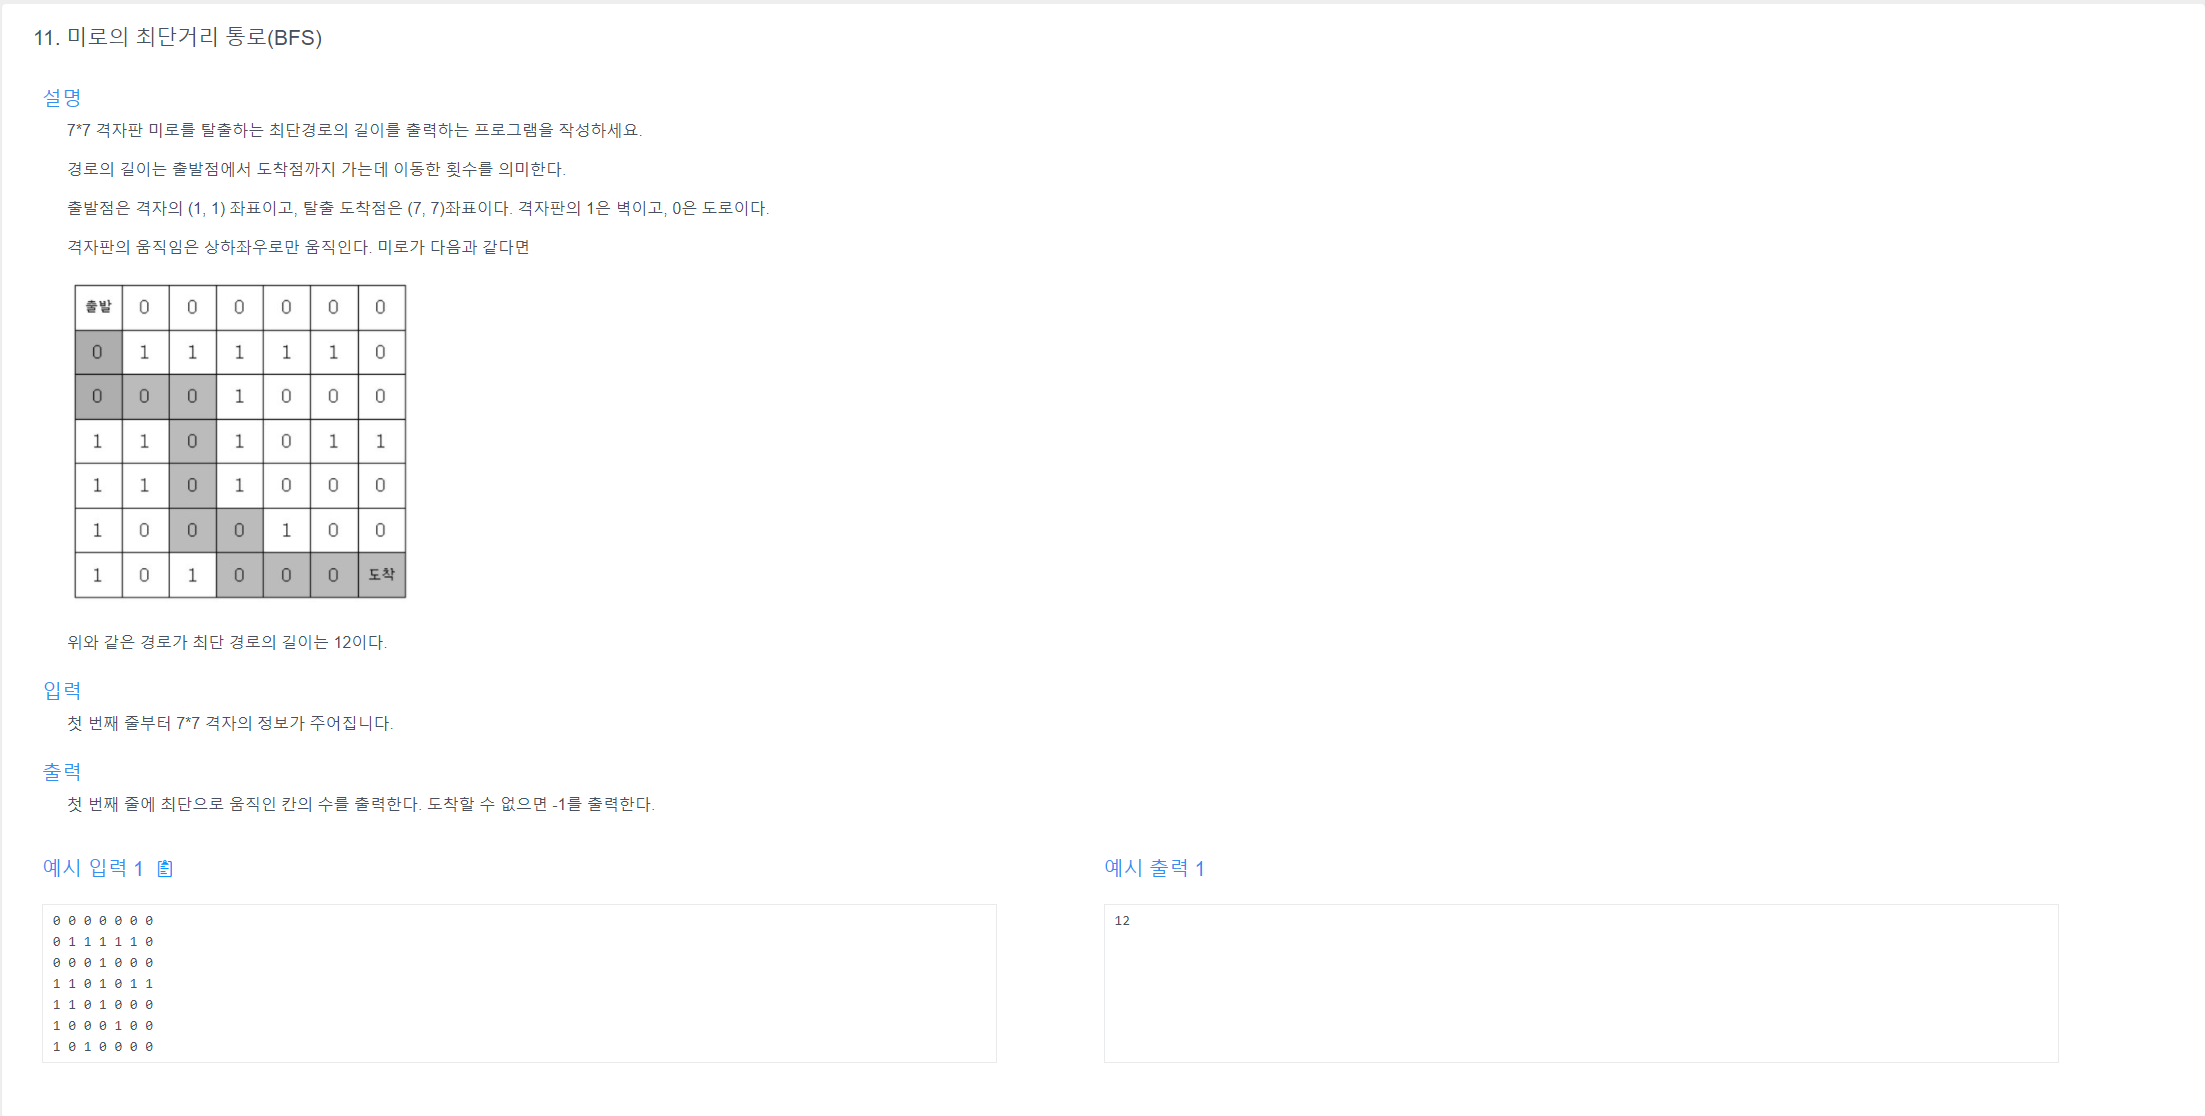 11. 미로의 최단거리 통로(BFS)
설명
7*7 격자판 미로를 탈출하는 최단경로의 길이를 출력하는 프로그램을 작성하세요.
경로의 길이는 출발점에서 도착점까지 가는데 이동한 횟수를 의미한다.
출발점은 격자의 (1, 1) 좌표이고, 탈출 도착점은 (7, 7)좌표이다. 격자판의 1은 벽이고, 0은 도로이다.
격자판의 움직임은 상하좌우로만 움직인다. 미로가 다음과 같다면
출발 0 0 0 0 0 0
0 1 1 1 1 1 0
0 0 0 1 0 0 0
1 1 0 1 0 1 1
1 1 0 1 0 0 0
1 0 0 0 1 0 0
1 0 1 0 0 0 도착
위와 같은 경로가 최단 경로의 길이는 12이다.
입력
첫 번째 줄부터 7*7 격자의 정보가 주어집니다.
출력
첫 번째 줄에 최단으로 움직인 칸의 수를 출력한다. 도착할 수 없으면 -1를 출력한다.
예시 입력 1
0 0 0 0 0 0 0
0 1 1 1 1 1 0
0 0 0 1 0 0 0
1 1 0 1 0 1 1
1 1 0 1 0 0 0
1 0 0 0 1 0 0
1 0 1 0 0 0 0
예시 출력 1
12